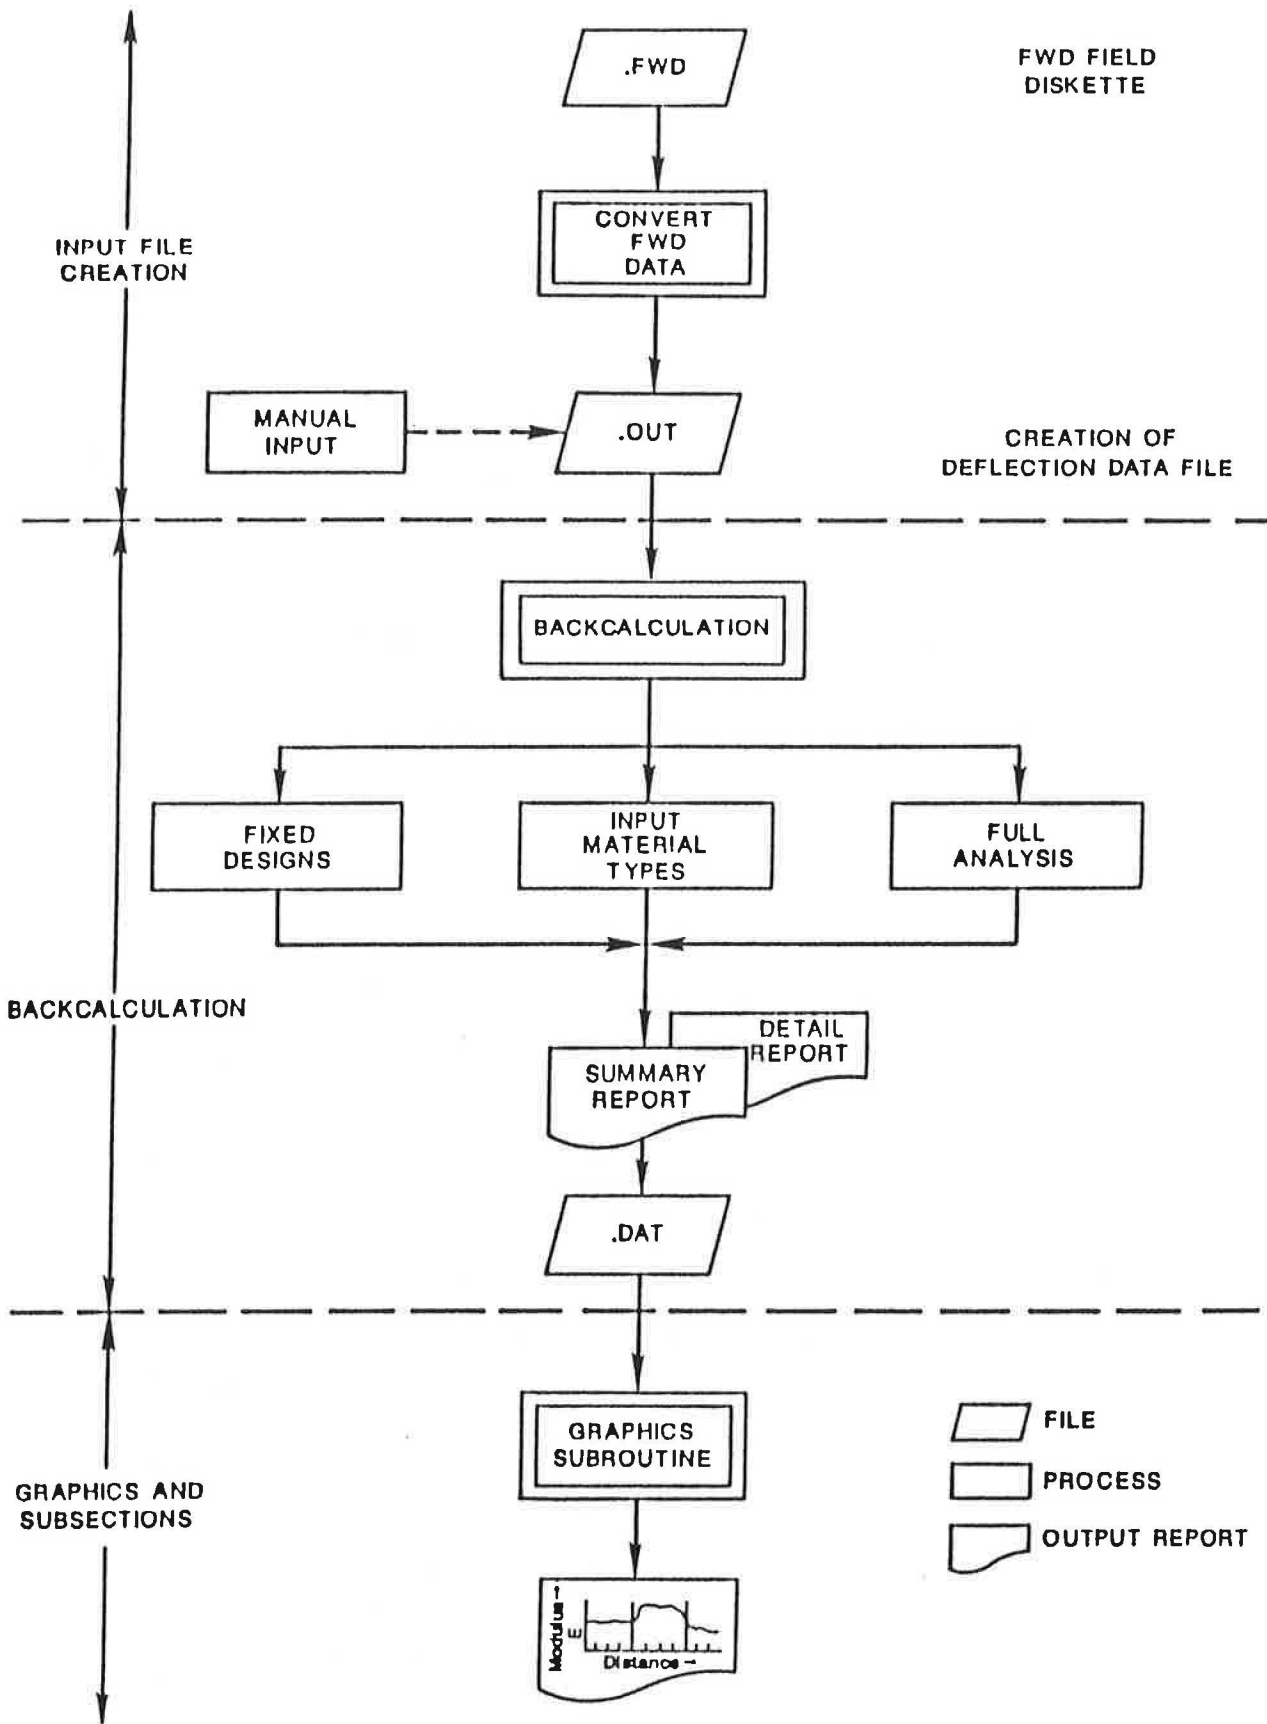 .FWD
FWD FIELD
DISKETTE
CONVERT
FWD
DATA
INPUT FILE
CREATION
MANUAL
INPUT
.OUT
CREATION OF
DEFLECTION DATA FILE
BACKCALCULATION
FIXED
DESIGNS
INPUT
MATERIAL
TYPES
FULL
ANALYSIS
BACKCALCULATION
DETAIL
REPORT
SUMMARY
REPORT
.DAT
GRAPHICS
SUBROUTINE
GRAPHICS AND
SUBSECTIONS
FILE
PROCESS
OUTPUT REPORT
Modulus→
E
Distance→